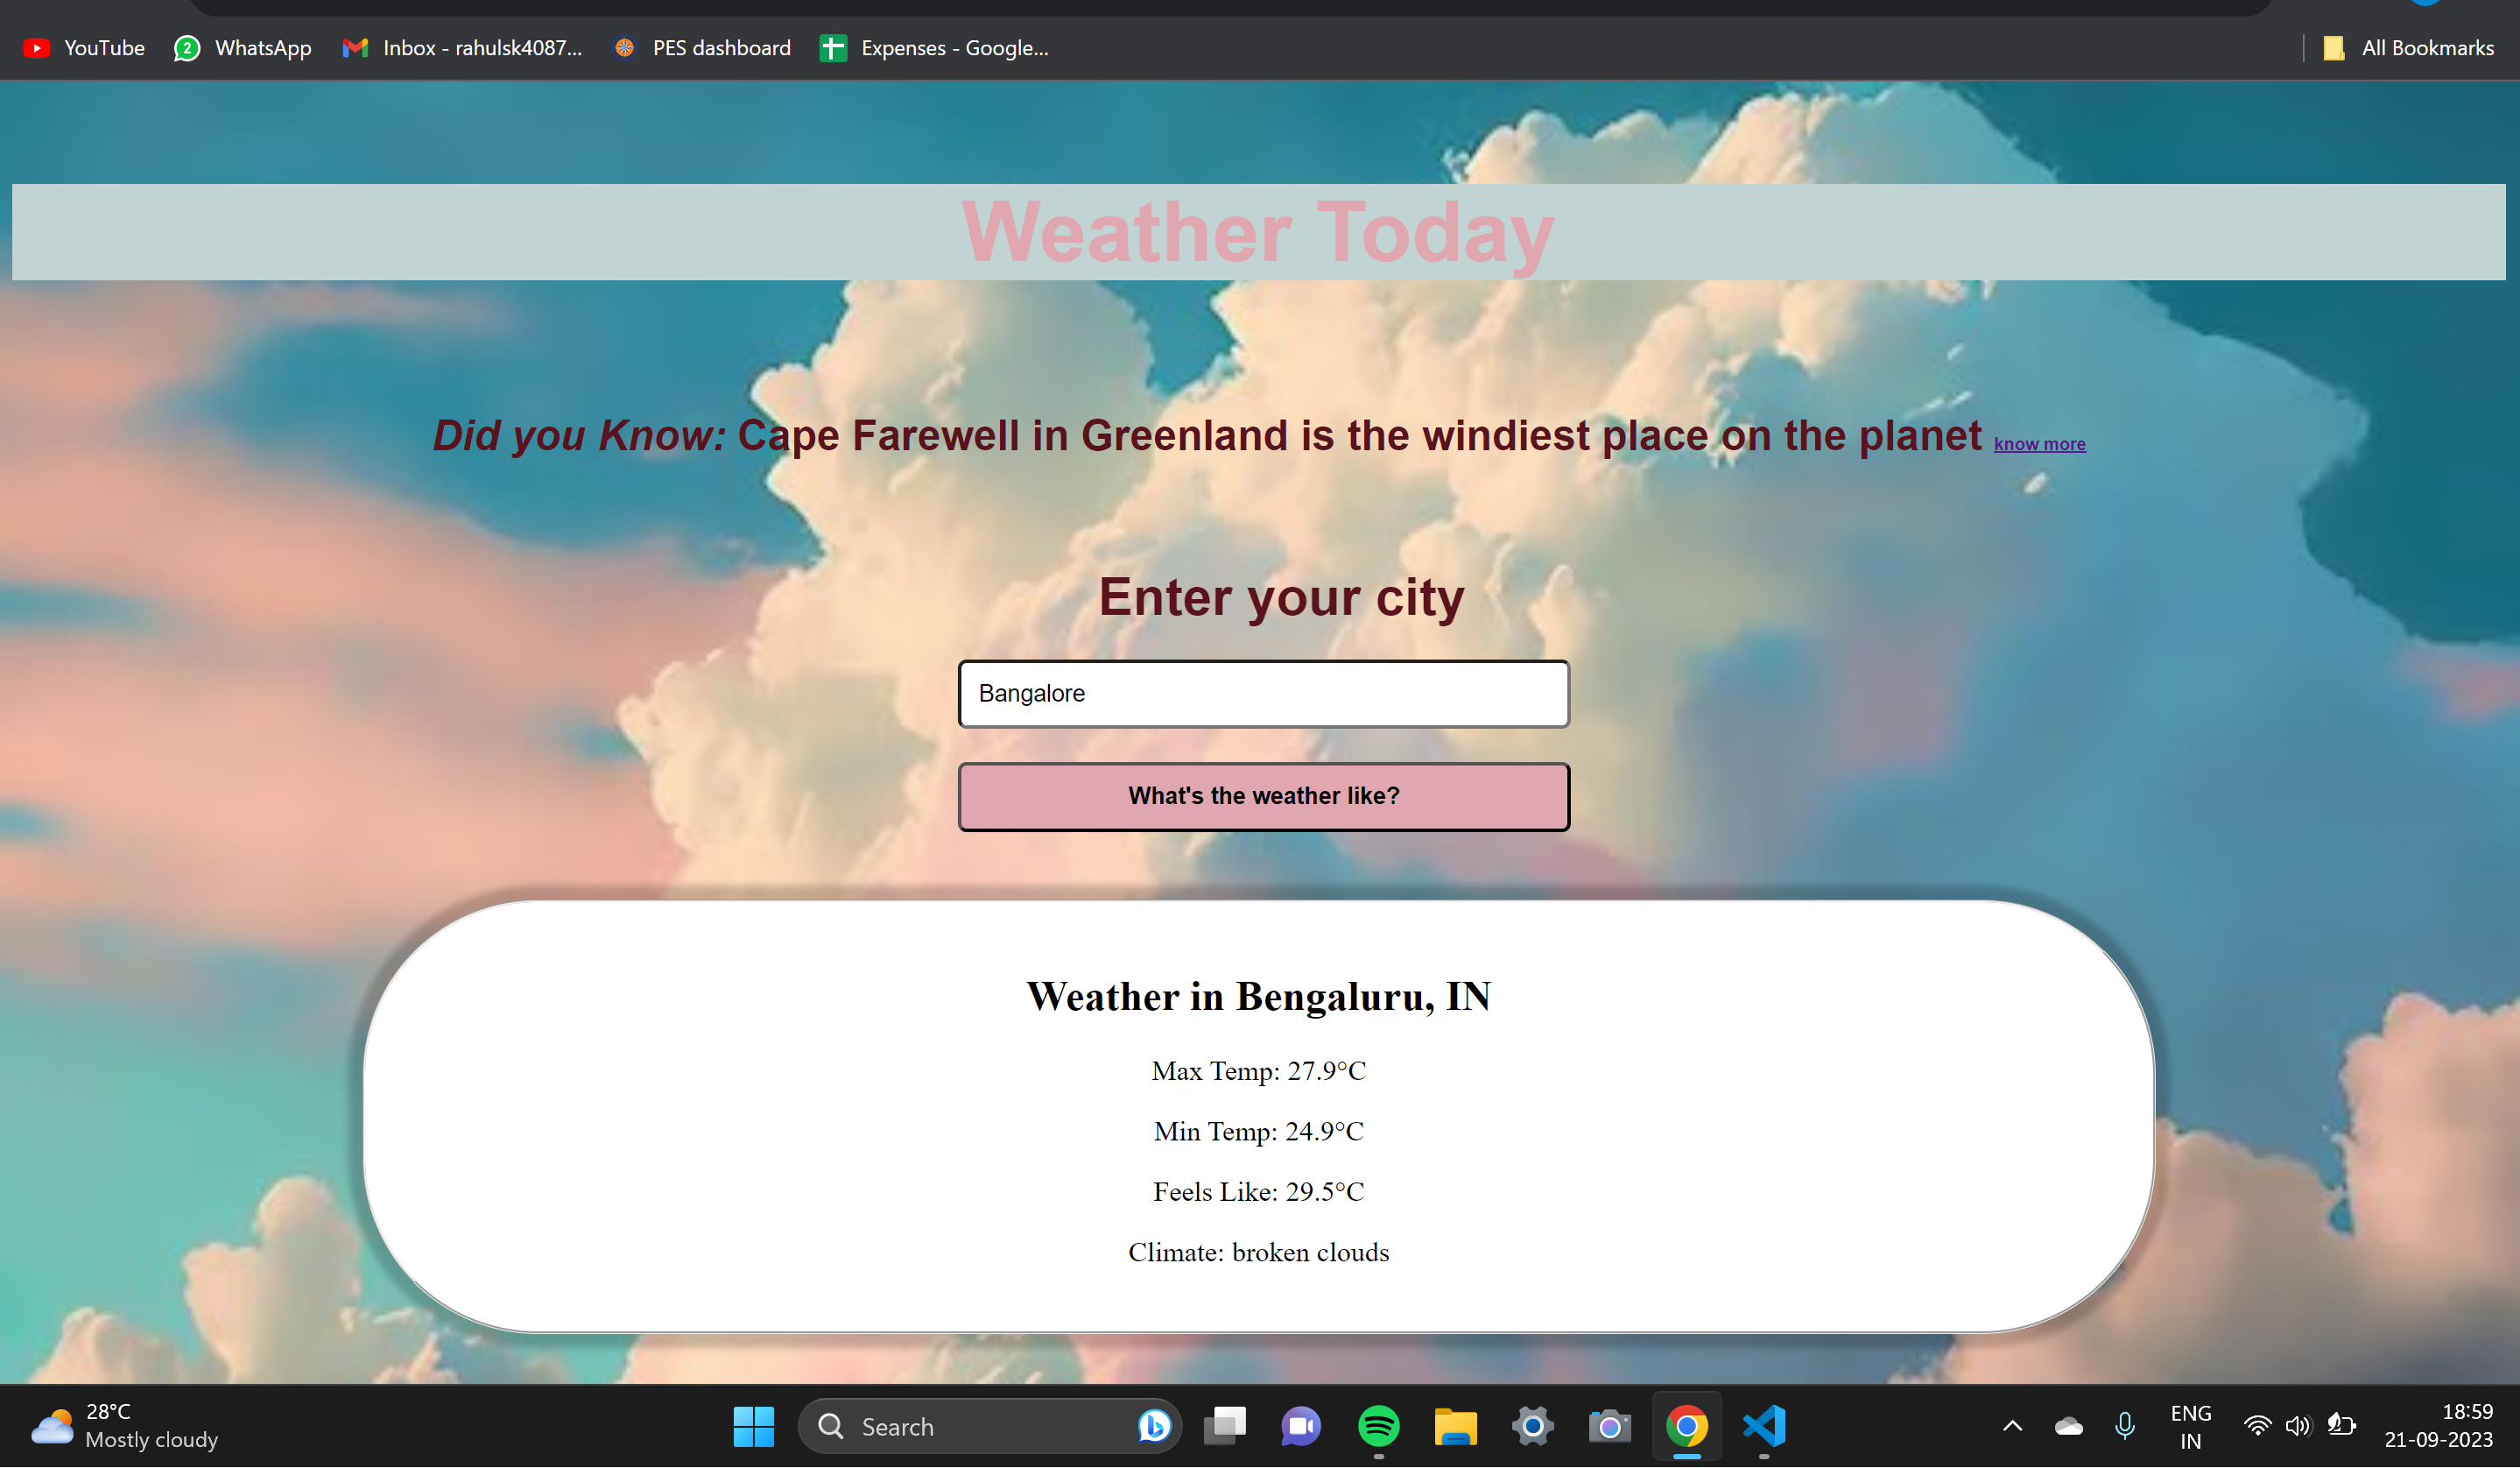 YouTube 2 WhatsApp Inbox - rahulsk4087... PES dashboard Expenses - Google... All Bookmarks
Weather Today
Did you Know: Cape Farewell in Greenland is the windiest place on the planet know more
Enter your city
Bangalore
What's the weather like?
Weather in Bengaluru, IN
Max Temp: 27.9°C
Min Temp: 24.9°C
Feels Like: 29.5°C
Climate: broken clouds
28°C
Mostly cloudy
Search
ENG
IN
18:59
21-09-2023